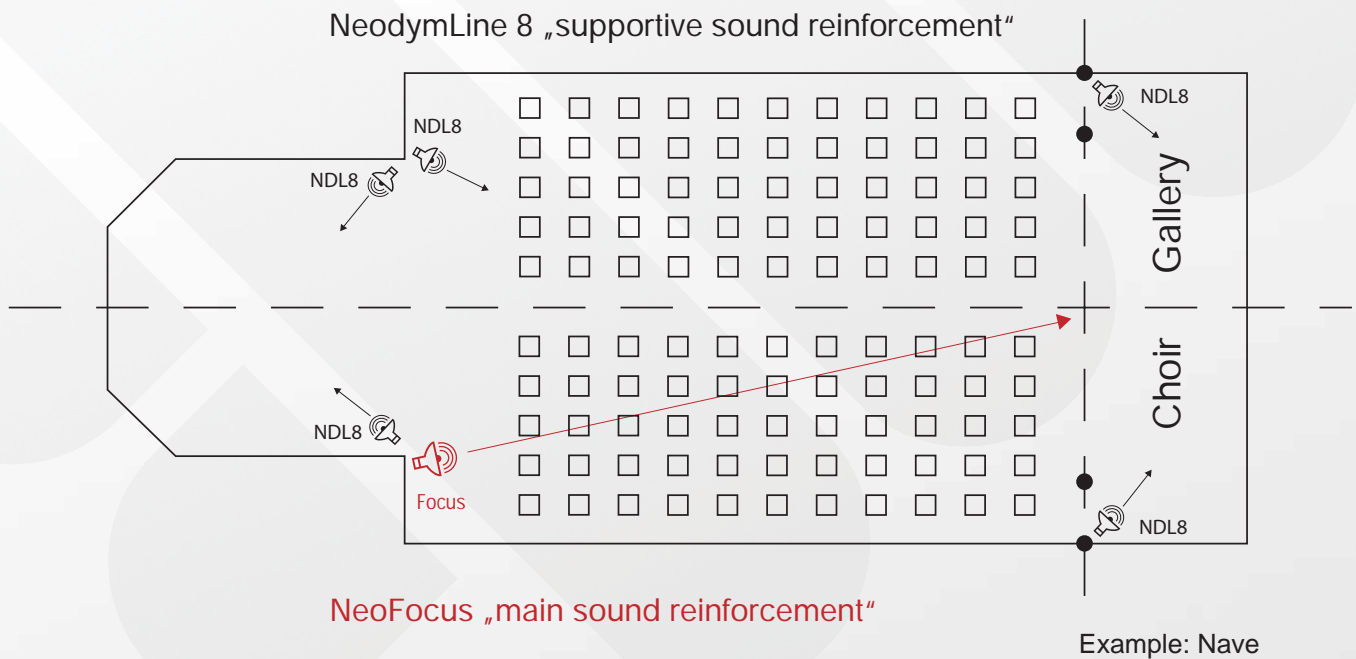 NeodymLine 8 „supportive sound reinforcement“
NDL8
NDL8
NDL8
Gallery
Choir
NDL8
Focus
NDL8
NeoFocus „main sound reinforcement“
Example: Nave